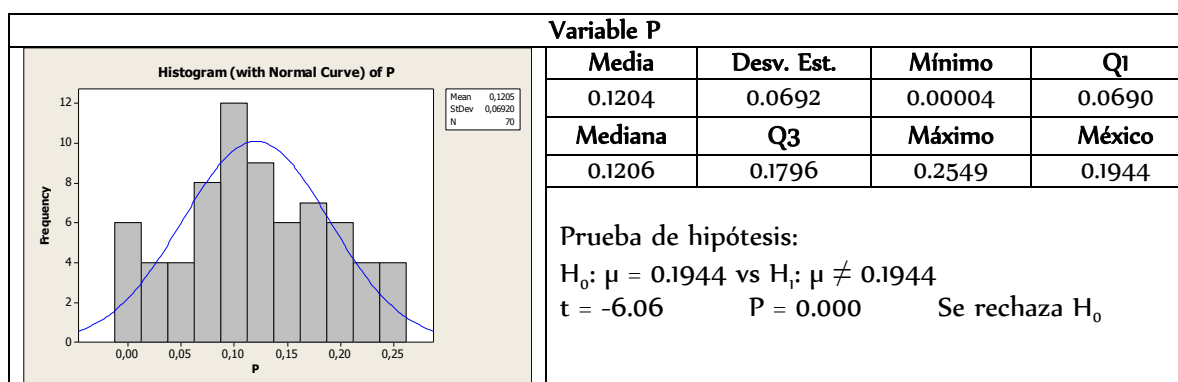 Variable P
Histogram (with Normal Curve) of P
Mean 0,1205
StDev 0,06920
N 70
Frequency
12
10
8
6
4
2
0
0,00 0,05 0,10 0,15 0,20 0,25
P
Media Desv. Est. Mínimo Q1
0.1204 0.0692 0.00004 0.0690
Mediana Q3 Máximo México
0.1206 0.1796 0.2549 0.1944
Prueba de hipótesis:
H₀: μ = 0.1944 vs H₁: μ ≠ 0.1944
t = -6.06 P = 0.000 Se rechaza H₀